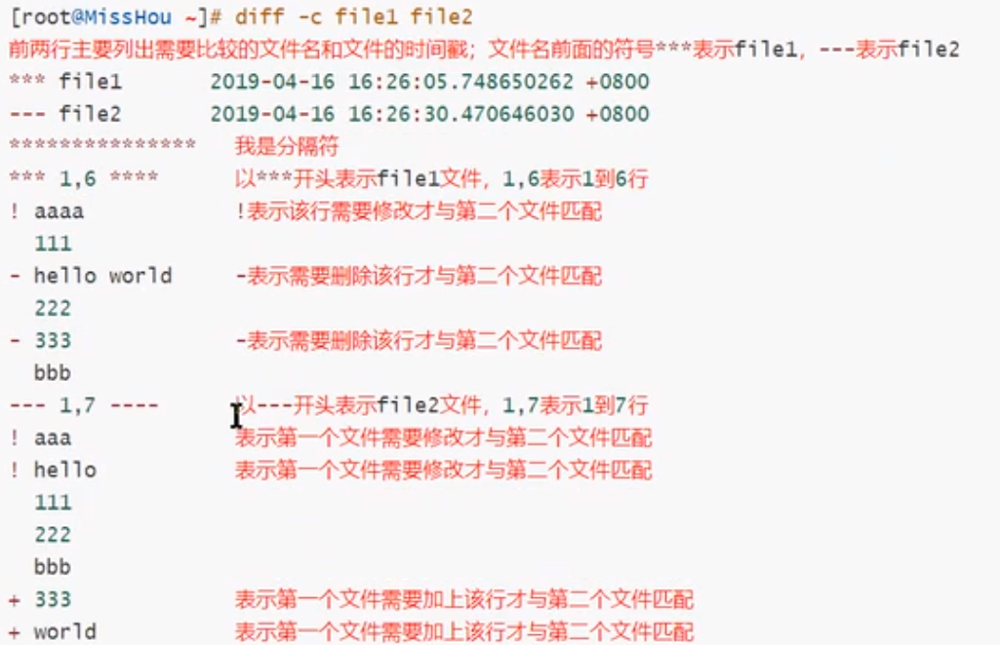 [root@MissHou ~]# diff -c file1 file2
前两行主要列出需要比较的文件名和文件的时间戳；文件名前面的符号***表示file1，---表示file2
*** file1       2019-04-16 16:26:05.748650262 +0800
--- file2       2019-04-16 16:26:30.470646030 +0800
***************   我是分隔符
*** 1,6 ****      以***开头表示file1文件，1,6表示1到6行
! aaaa            !表示该行需要修改才与第二个文件匹配
  111
- hello world     -表示需要删除该行才与第二个文件匹配
  222
- 333             -表示需要删除该行才与第二个文件匹配
  bbb
--- 1,7 ----      以---开头表示file2文件，1,7表示1到7行
! aaa             表示第一个文件需要修改才与第二个文件匹配
! hello           表示第一个文件需要修改才与第二个文件匹配
  111
  222
  bbb
+ 333             表示第一个文件需要加上该行才与第二个文件匹配
+ world           表示第一个文件需要加上该行才与第二个文件匹配